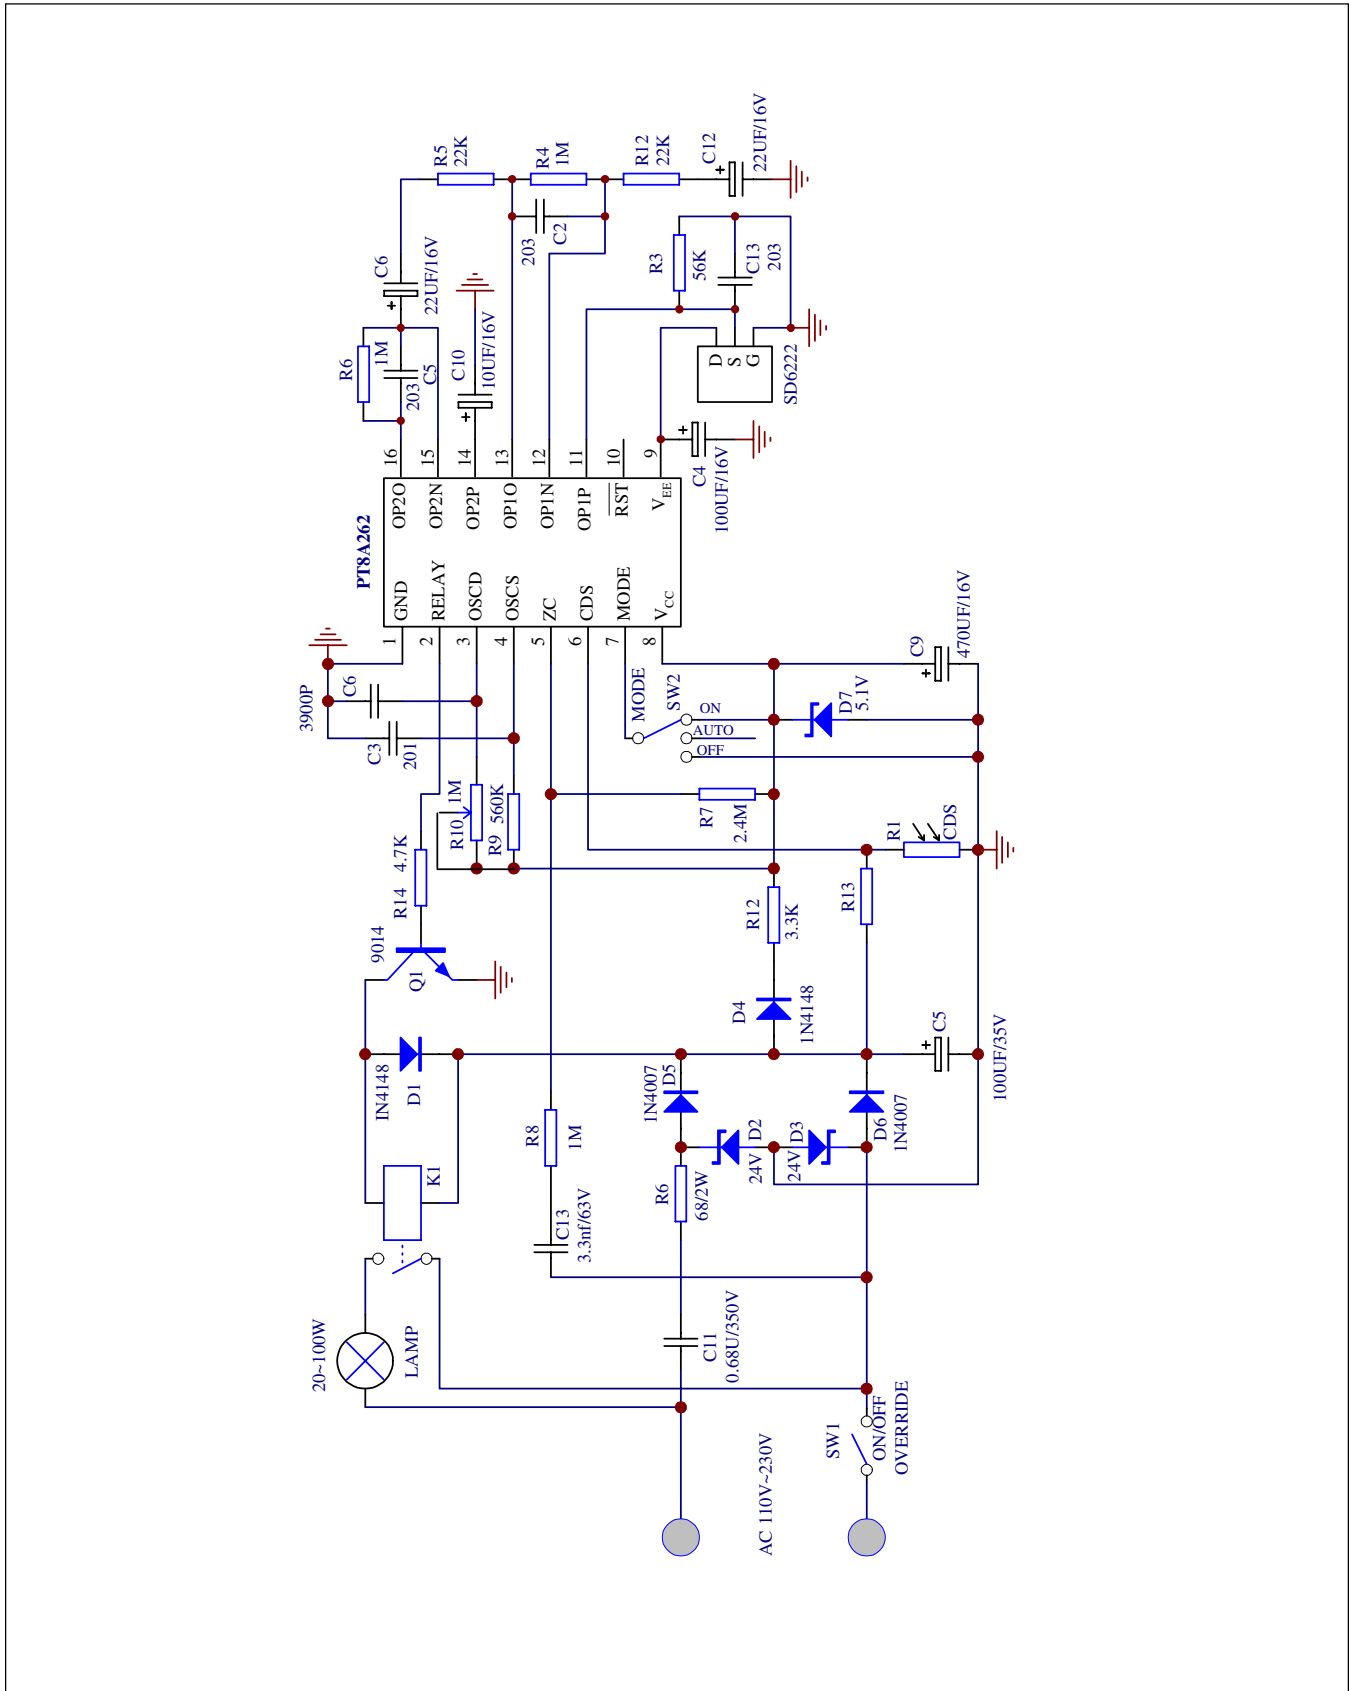 PT8A262
GND
RELAY
OSCD
OSCS
ZC
CDS
MODE
VCC
OP2O
OP2N
OP2P
OP1O
OP1N
OP1P
RST
VEE
1
2
3
4
5
6
7
8
16
15
14
13
12
11
10
9
R6
1M
C5
203
C6
22UF/16V
C10
10UF/16V
R5
22K
R4
1M
C2
203
R12
22K
C12
22UF/16V
R3
56K
C13
203
D
S
G
SD6222
C4
100UF/16V
3900P
C6
C3
201
R10
1M
R9
560K
R14
4.7K
9014
Q1
IN4148
D1
K1
20~100W
LAMP
R8
1M
C13
3.3nf/63V
R7
2.4M
MODE
SW2
ON
AUTO
OFF
D7
5.1V
C9
470UF/16V
R1
CDS
R13
R12
3.3K
D4
1N4148
C5
100UF/35V
1N4007
D5
D2
24V
D3
24V
D6
1N4007
R6
68/2W
C11
0.68U/350V
AC 110V~230V
SW1
ON/OFF
OVERRIDE